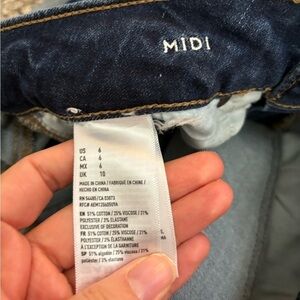 MIDI
US 6
CA 6
MX 6
UK 10
MADE IN CHINA / FABRIQUÉ EN CHINE /
HECHO EN CHINA
RN 54485/CA 03073
EN 51% COTTON / 25% VISCOSE / 21%
POLYESTER / 3% ELASTANE
EXCLUSIVE OF DECORATION
FR 51% COTON / 25% VISCOSE / 21%
POLYESTER / 3% ÉLASTHANNE
À L'EXCEPTION DE LA GARNITURE
SP 51% algodón / 25% viscosa / 21%
poliéster / 3% elastano